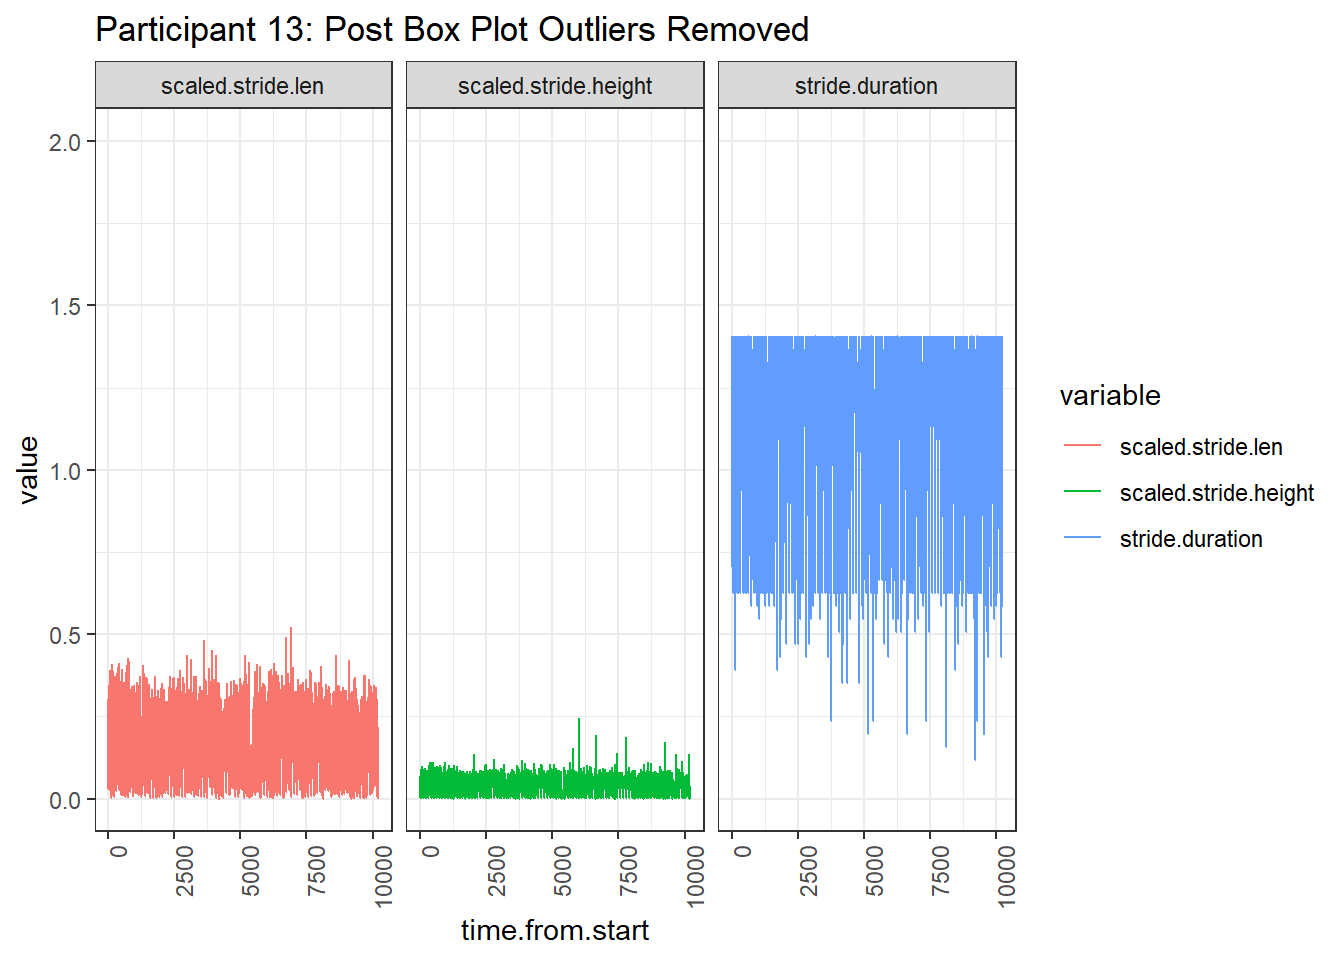 Participant 13: Post Box Plot Outliers Removed
scaled.stride.len
scaled.stride.height
stride.duration
2.0
1.5
1.0
0.5
0.0
value
0
2500
5000
7500
10000
0
2500
5000
7500
10000
0
2500
5000
7500
10000
time.from.start
variable
scaled.stride.len
scaled.stride.height
stride.duration